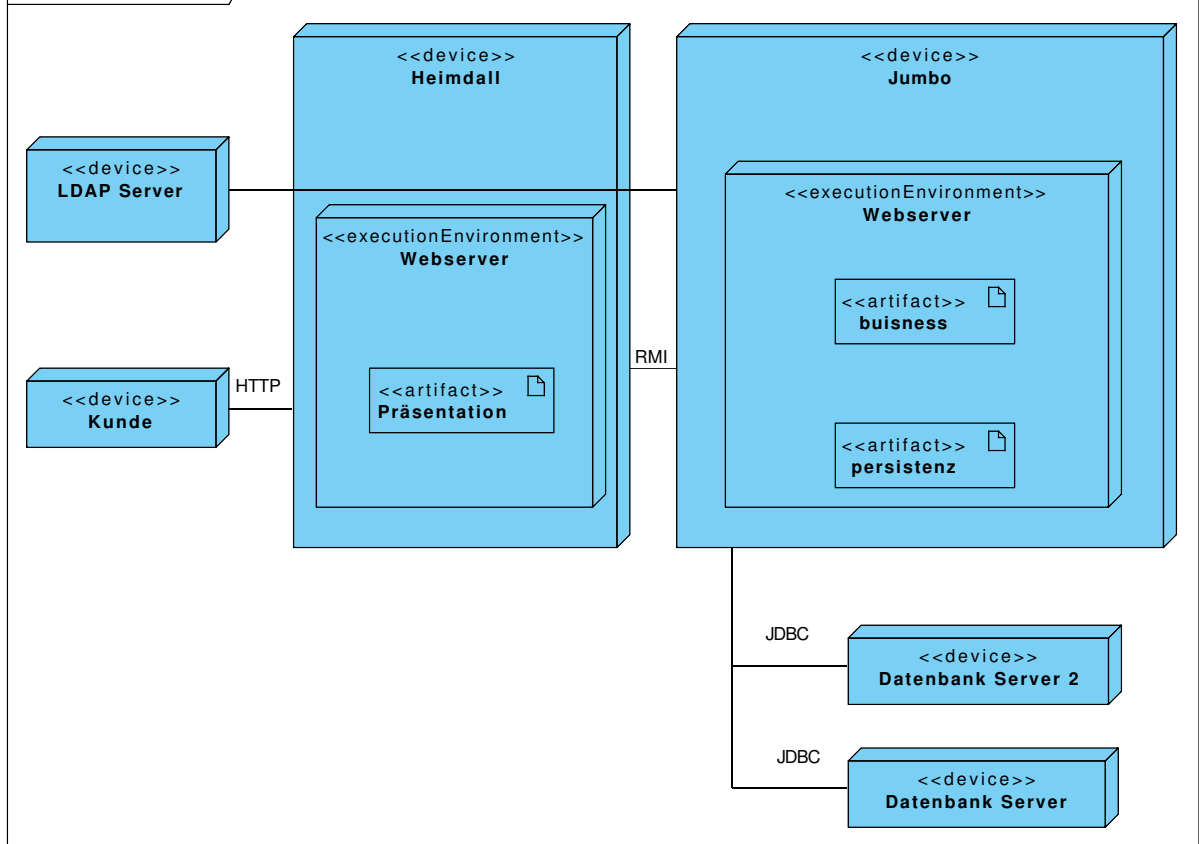 <<device>>
Heimdall
<<device>>
Jumbo
<<device>>
LDAP Server
<<executionEnvironment>>
Webserver
<<executionEnvironment>>
Webserver
<<artifact>>
buisness
RMI
HTTP
<<device>>
Kunde
<<artifact>>
Präsentation
<<artifact>>
persistenz
JDBC
<<device>>
Datenbank Server 2
JDBC
<<device>>
Datenbank Server